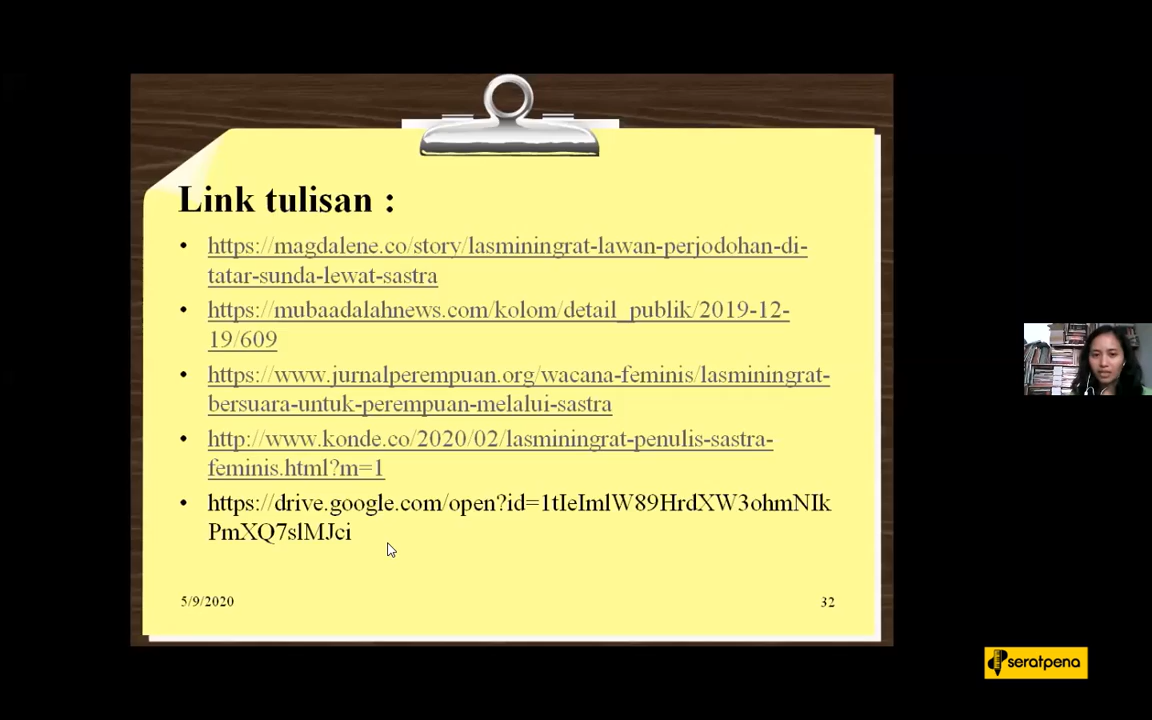 Link tulisan :
• https://magdalene.co/story/lasminingrat-lawan-perjodohan-di-
tatar-sunda-lewat-sastra
• https://mubaadalahnews.com/kolom/detail_publik/2019-12-
19/609
• https://www.jurnalperempuan.org/wacana-feminis/lasminingrat-
bersuara-untuk-perempuan-melalui-sastra
• http://www.konde.co/2020/02/lasminingrat-penulis-sastra-
feminis.html?m=1
• https://drive.google.com/open?id=1tIeImlW89HrdXW3ohmNIk
PmXQ7slMJci
5/9/2020
32
seratpena